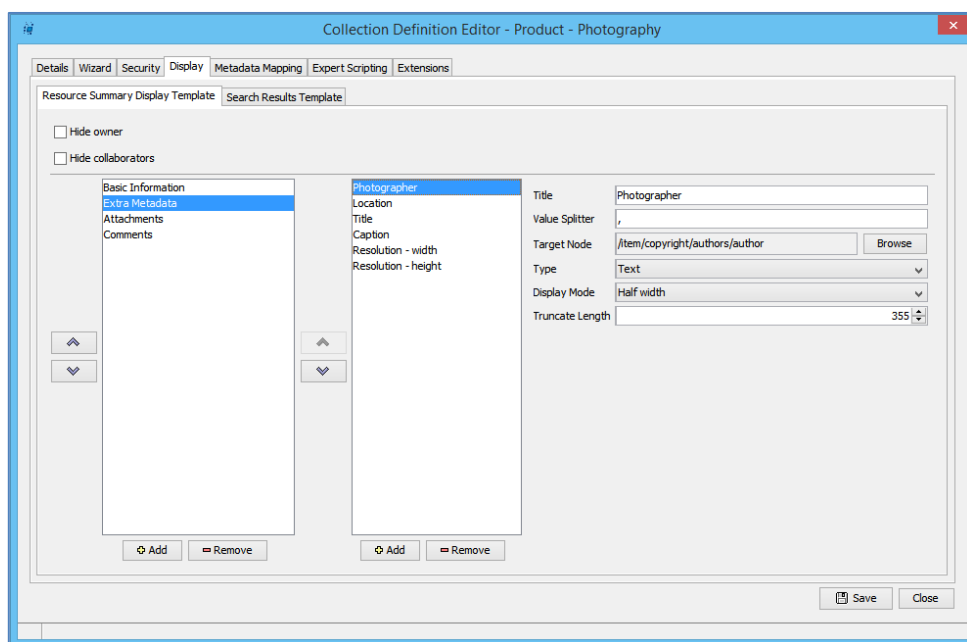 Collection Definition Editor - Product - Photography
Details Wizard Security Display Metadata Mapping Expert Scripting Extensions
Resource Summary Display Template Search Results Template
Hide owner
Hide collaborators
Basic Information
Extra Metadata
Attachments
Comments
Add Remove
Photographer
Location
Title
Caption
Resolution - width
Resolution - height
Add Remove
Title Photographer
Value Splitter ,
Target Node /item/copyright/authors/author Browse
Type Text
Display Mode Half width
Truncate Length 355
Save Close